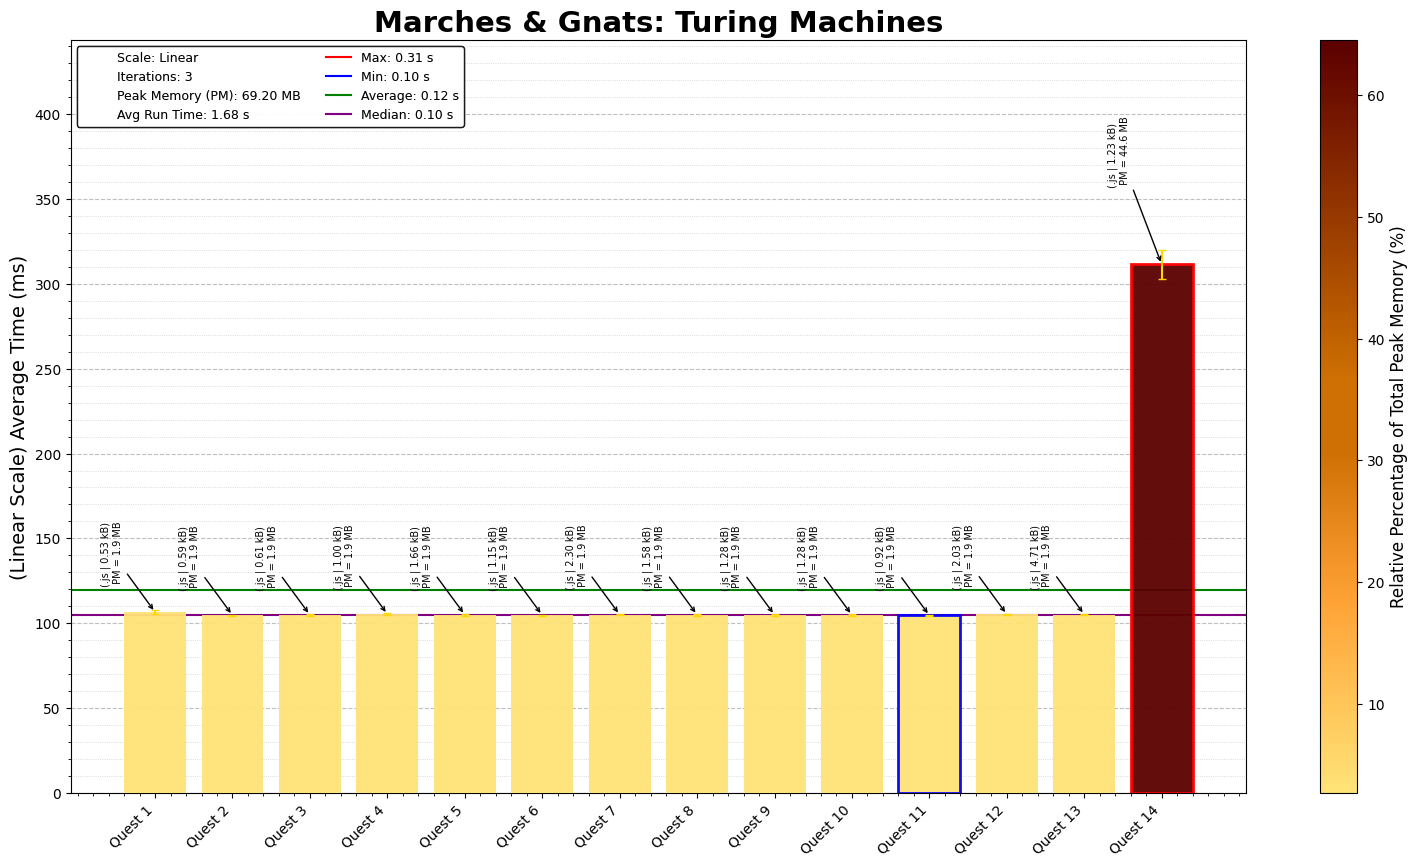 Marches & Gnats: Turing Machines
Scale: Linear
Iterations: 3
Peak Memory (PM): 69.20 MB
Avg Run Time: 1.68 s
Max: 0.31 s
Min: 0.10 s
Average: 0.12 s
Median: 0.10 s
(Linear Scale) Average Time (ms)
400
350
300
250
200
150
100
50
0
(.js | 0.53 kB)
PM = 1.9 MB
(.js | 0.59 kB)
PM = 1.9 MB
(.js | 0.61 kB)
PM = 1.9 MB
(.js | 1.00 kB)
PM = 1.9 MB
(.js | 1.66 kB)
PM = 1.9 MB
(.js | 1.15 kB)
PM = 1.9 MB
(.js | 2.30 kB)
PM = 1.9 MB
(.js | 1.58 kB)
PM = 1.9 MB
(.js | 1.28 kB)
PM = 1.9 MB
(.js | 1.28 kB)
PM = 1.9 MB
(.js | 0.92 kB)
PM = 1.9 MB
(.js | 2.03 kB)
PM = 1.9 MB
(.js | 4.71 kB)
PM = 1.9 MB
(.js | 1.23 kB)
PM = 44.6 MB
Quest 1
Quest 2
Quest 3
Quest 4
Quest 5
Quest 6
Quest 7
Quest 8
Quest 9
Quest 10
Quest 11
Quest 12
Quest 13
Quest 14
60
50
40
30
20
10
Relative Percentage of Total Peak Memory (%)